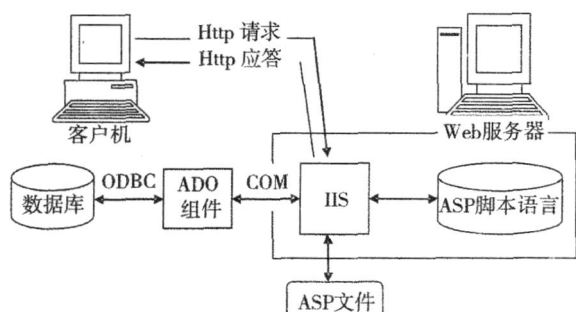 Http 请求
Http 应答
客户机
Web服务器
数据库
ODBC
ADO
组件
COM
IIS
ASP脚本语言
ASP文件